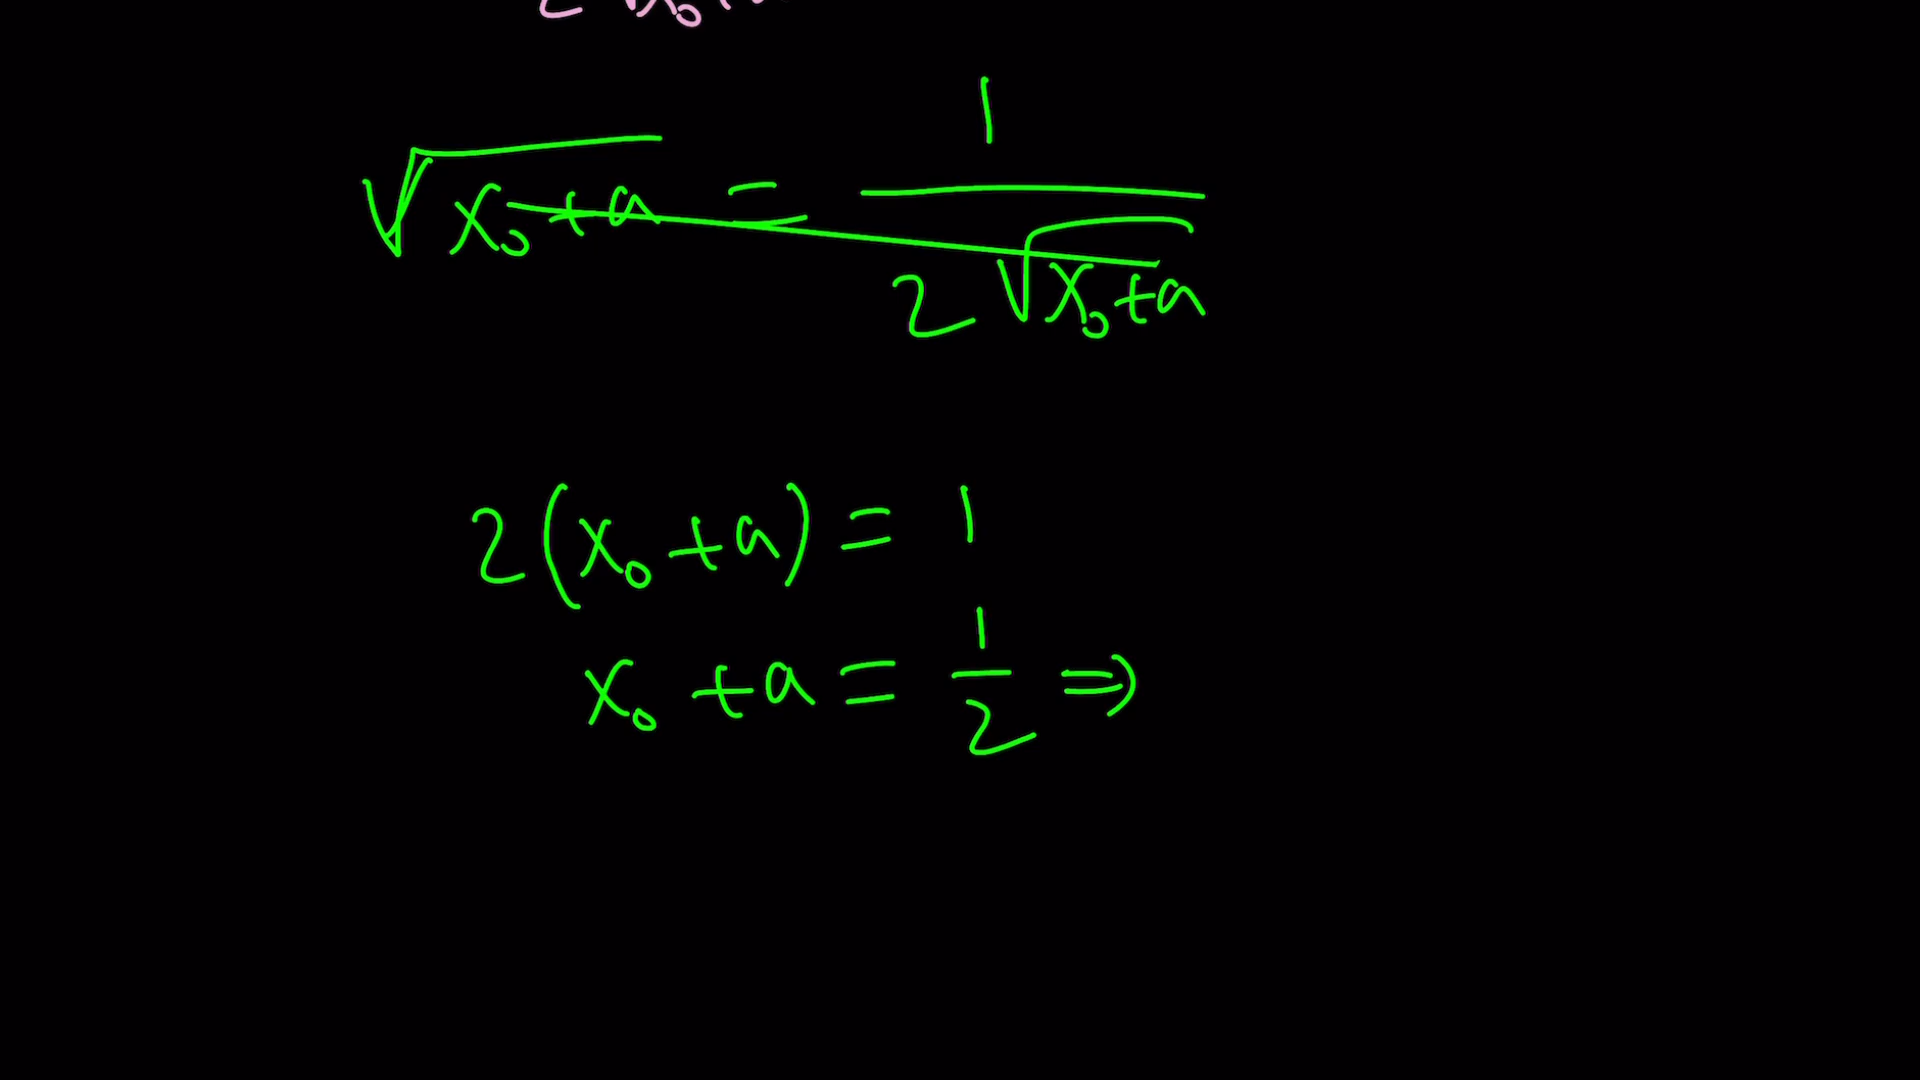 √(x₀+a) = 1/(2√(x₀+a))
2(x₀+a) = 1
x₀+a = 1/2 ⇒